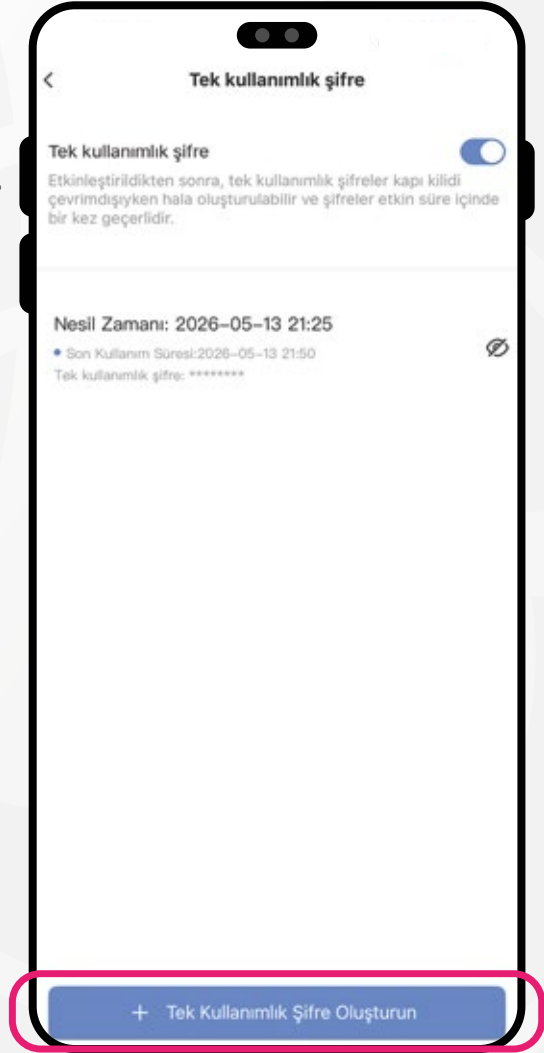 Tek kullanımlık şifre
Tek kullanımlık şifre
Etkinleştirildikten sonra, tek kullanımlık şifreler kapı kilidi
çevrimdışıyken hala oluşturulabilir ve şifreler etkin süre içinde
bir kez geçerlidir.
Nesil Zamanı: 2026-05-13 21:25
Son Kullanım Süresi:2026-05-13 21:50
Tek kullanımlık şifre: ********
+ Tek Kullanımlık Şifre Oluşturun